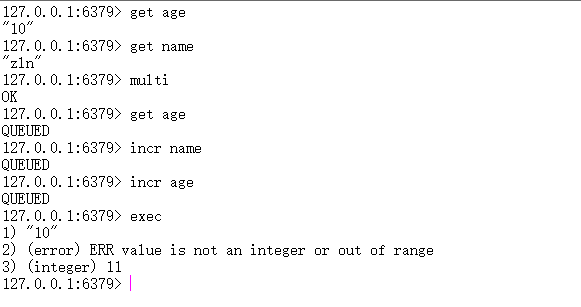 127.0.0.1:6379> get age
"10"
127.0.0.1:6379> get name
"zln"
127.0.0.1:6379> multi
OK
127.0.0.1:6379> get age
QUEUED
127.0.0.1:6379> incr name
QUEUED
127.0.0.1:6379> incr age
QUEUED
127.0.0.1:6379> exec
1) "10"
2) (error) ERR value is not an integer or out of range
3) (integer) 11
127.0.0.1:6379>